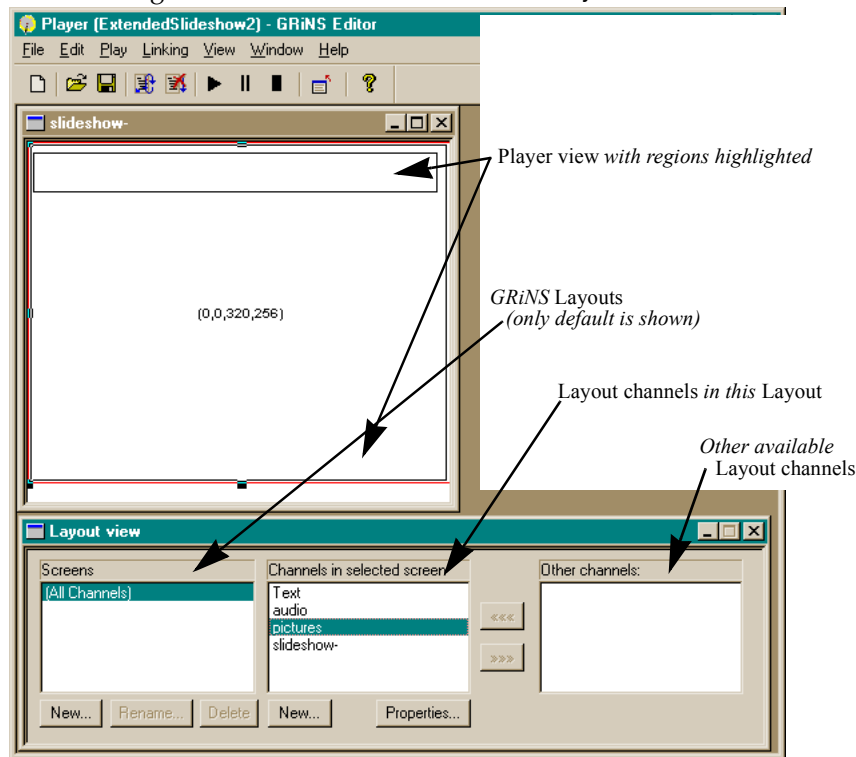 Player (ExtendedSlideshow2) - GRiNS Editor
File Edit Play Linking View Window Help
slideshow-
Player view with regions highlighted
(0,0,320,256)
GRiNS Layouts
(only default is shown)
Layout channels in this Layout
Other available
Layout channels
Layout view
Screens
Channels in selected screen
Other channels:
(All Channels)
Text
audio
pictures
slideshow-
<<<
>>>
New... Rename... Delete New... Properties...